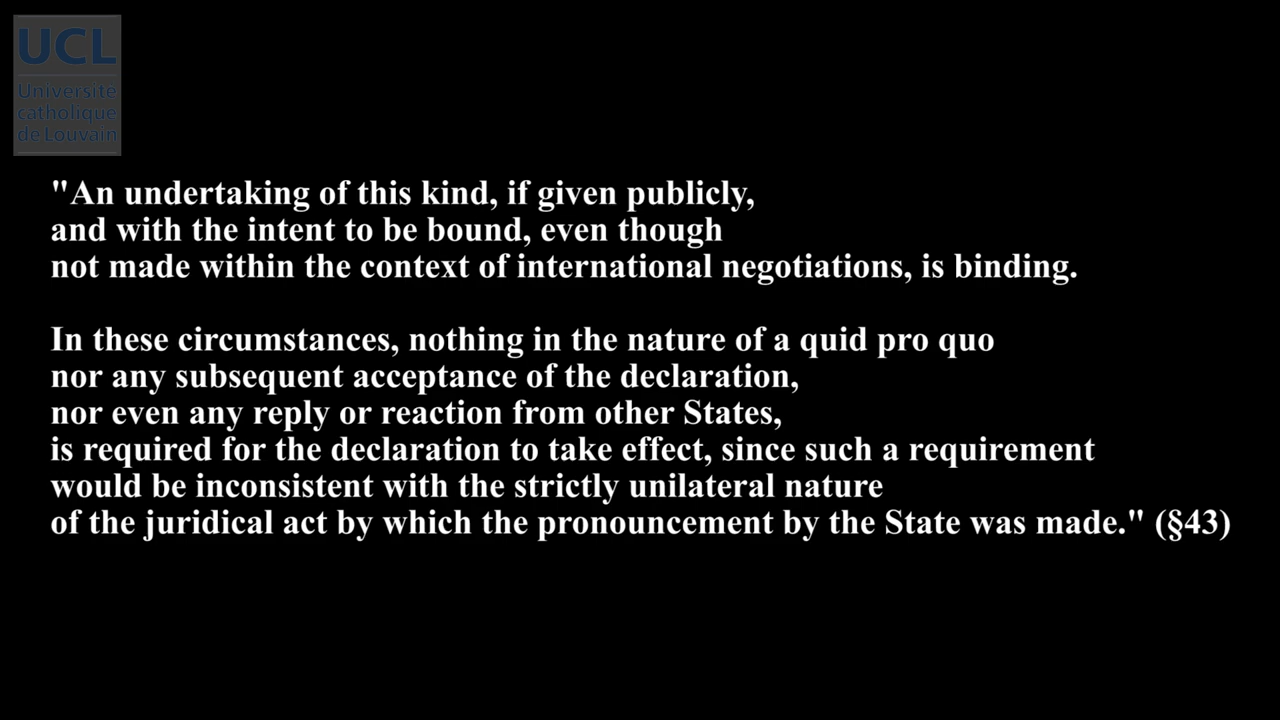 UCL
Université
catholique
de Louvain
"An undertaking of this kind, if given publicly,
and with the intent to be bound, even though
not made within the context of international negotiations, is binding.
In these circumstances, nothing in the nature of a quid pro quo
nor any subsequent acceptance of the declaration,
nor even any reply or reaction from other States,
is required for the declaration to take effect, since such a requirement
would be inconsistent with the strictly unilateral nature
of the juridical act by which the pronouncement by the State was made." (§43)